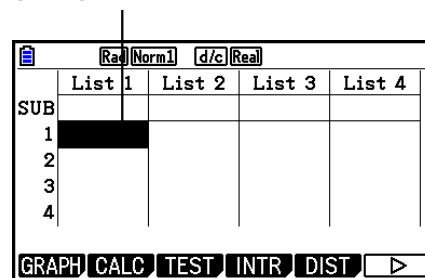 Rad Norm1 d/c Real
List 1 List 2 List 3 List 4
SUB
1
2
3
4
GRAPH CALC TEST INTR DIST